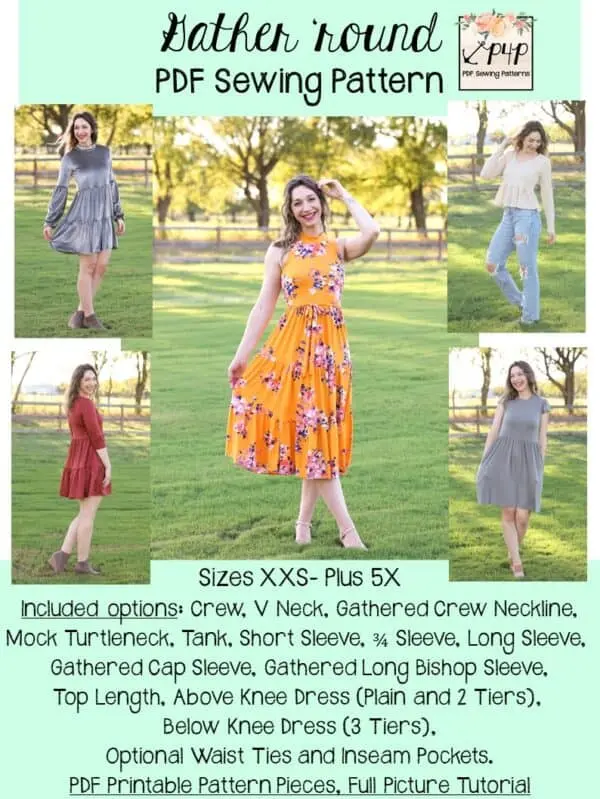 Gather 'round
PDF Sewing Pattern
P4P
PDF Sewing Patterns
Sizes XXS- Plus 5X
Included options: Crew, V Neck, Gathered Crew Neckline,
Mock Turtleneck, Tank, Short Sleeve, ¾ Sleeve, Long Sleeve,
Gathered Cap Sleeve, Gathered Long Bishop Sleeve,
Top Length, Above Knee Dress (Plain and 2 Tiers),
Below Knee Dress (3 Tiers),
Optional Waist Ties and Inseam Pockets.
PDF Printable Pattern Pieces, Full Picture Tutorial